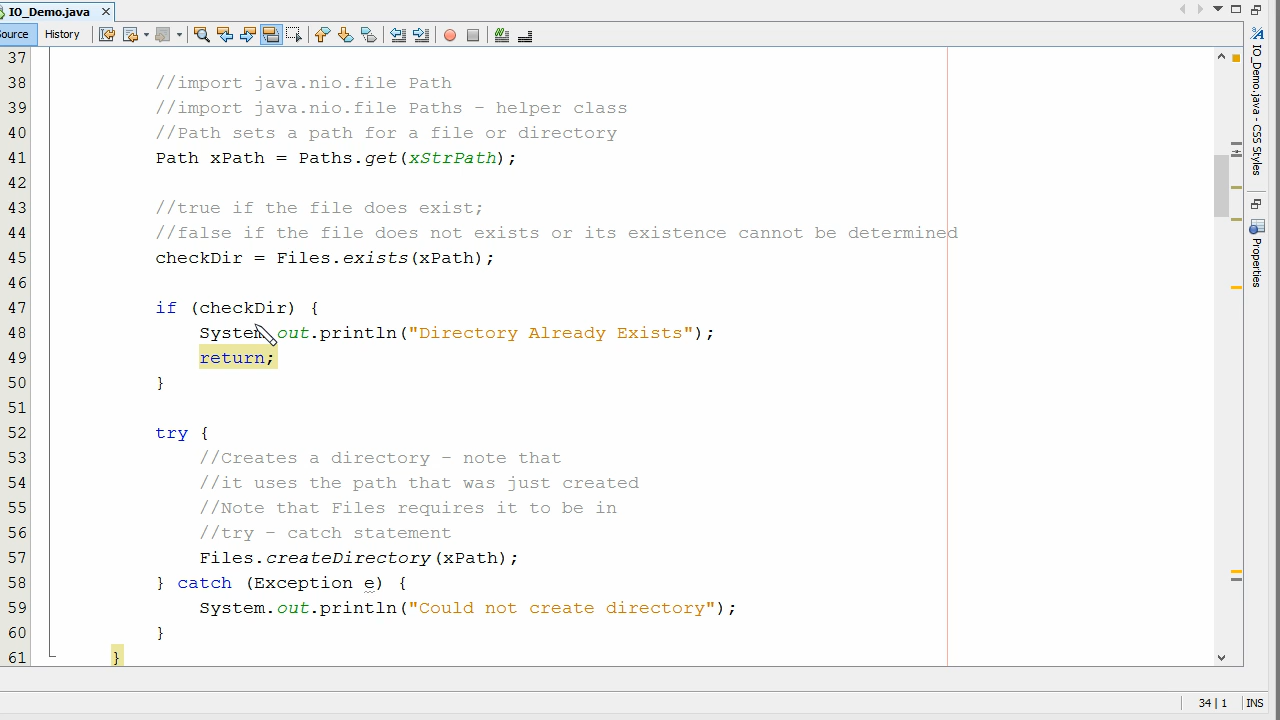 IO_Demo.java
Source History
37
38 //import java.nio.file Path
39 //import java.nio.file Paths - helper class
40 //Path sets a path for a file or directory
41 Path xPath = Paths.get(xStrPath);
42
43 //true if the file does exist;
44 //false if the file does not exists or its existence cannot be determined
45 checkDir = Files.exists(xPath);
46
47 if (checkDir) {
48 System.out.println("Directory Already Exists");
49 return;
50 }
51
52 try {
53 //Creates a directory - note that
54 //it uses the path that was just created
55 //Note that Files requires it to be in
56 //try - catch statement
57 Files.createDirectory(xPath);
58 } catch (Exception e) {
59 System.out.println("Could not create directory");
60 }
61 }
IO_Demo.java - CSS Styles
Properties
34 | 1 INS